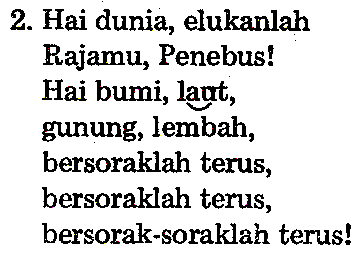 2. Hai dunia, elukanlah
Rajamu, Penebus!
Hai bumi, laut,
gunung, lembah,
bersoraklah terus,
bersoraklah terus,
bersorak-soraklah terus!